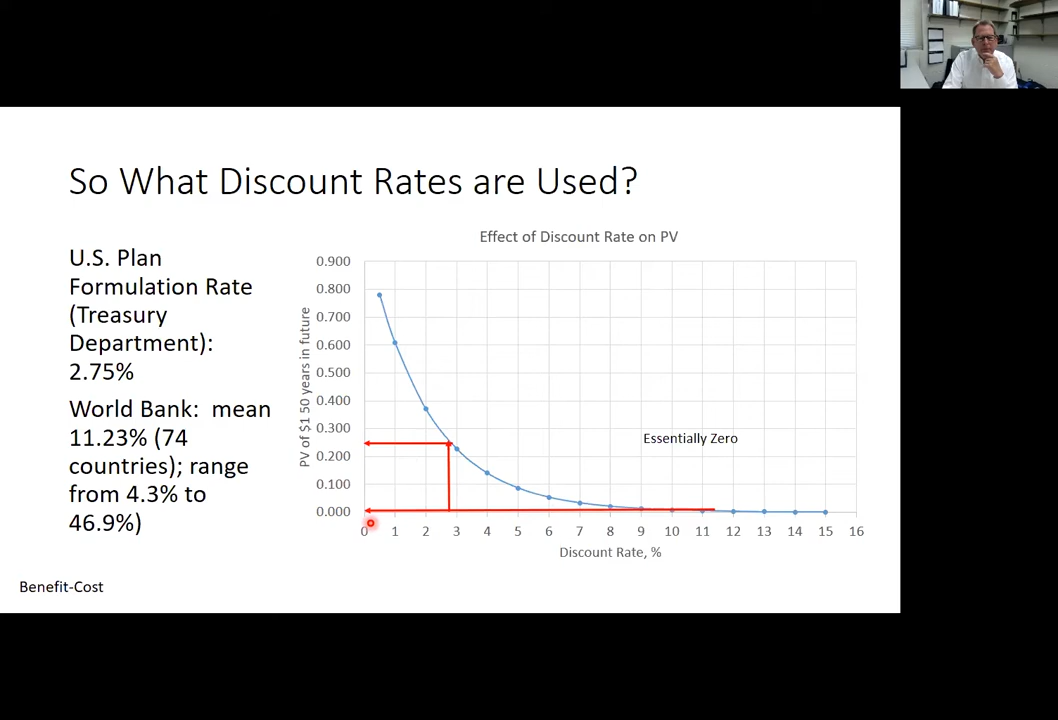 So What Discount Rates are Used?
U.S. Plan
Formulation Rate
(Treasury
Department):
2.75%
World Bank:  mean
11.23% (74
countries); range
from 4.3% to
46.9%)
Effect of Discount Rate on PV
PV of $1 50 years in future
0.900
0.800
0.700
0.600
0.500
0.400
0.300
0.200
0.100
0.000
Essentially Zero
0 1 2 3 4 5 6 7 8 9 10 11 12 13 14 15 16
Discount Rate, %
Benefit-Cost